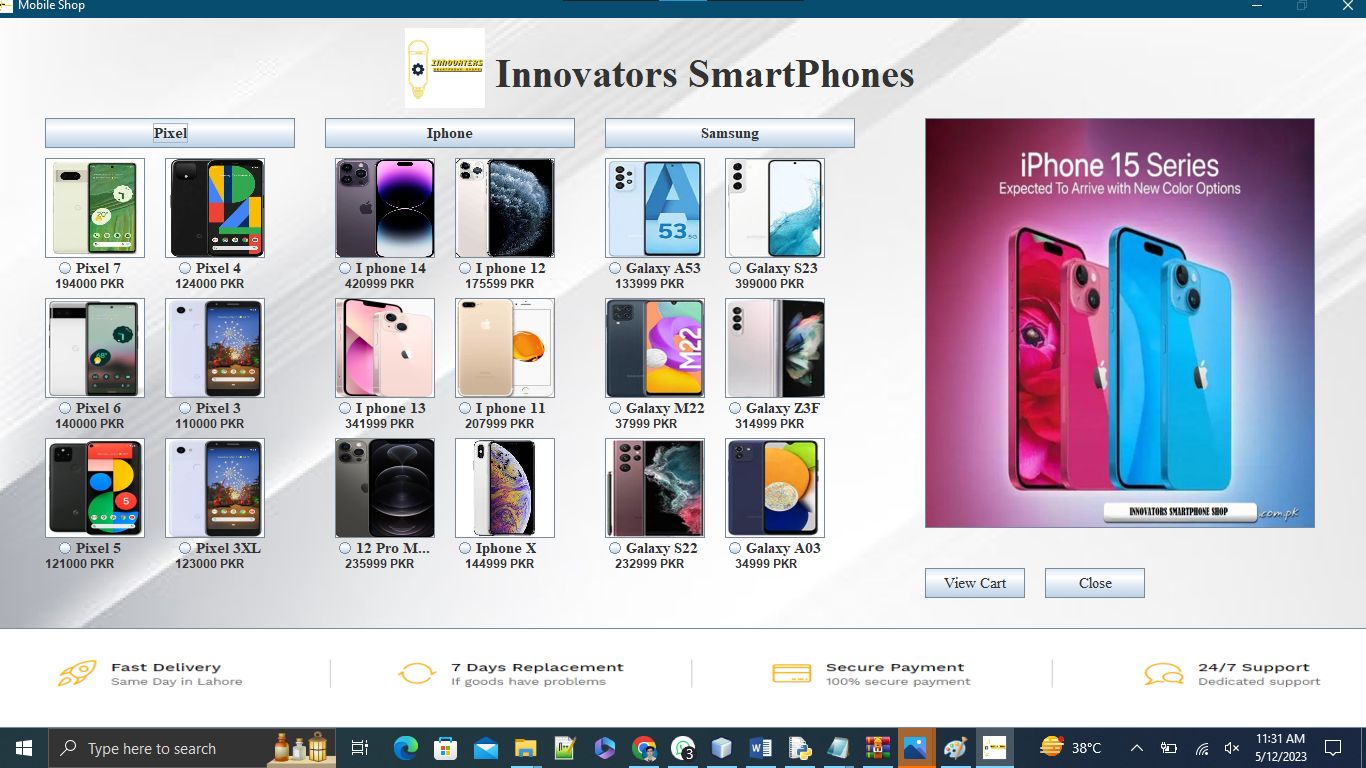 Mobile Shop
INNOVATERS
Innovators SmartPhones
Pixel
Iphone
Samsung
Pixel 7
194000 PKR
Pixel 4
124000 PKR
I phone 14
420999 PKR
I phone 12
175599 PKR
A
53 5G
Galaxy A53
133999 PKR
Galaxy S23
399000 PKR
Pixel 6
140000 PKR
Pixel 3
110000 PKR
I phone 13
341999 PKR
I phone 11
207999 PKR
M22
Galaxy M22
37999 PKR
Galaxy Z3F
314999 PKR
Pixel 5
121000 PKR
Pixel 3XL
123000 PKR
12 Pro M...
235999 PKR
Iphone X
144999 PKR
Galaxy S22
232999 PKR
Galaxy A03
34999 PKR
iPhone 15 Series
Expected To Arrive with New Color Options
INNOVATORS SMARTPHONE SHOP
.com.pk
View Cart
Close
Fast Delivery
Same Day in Lahore
7 Days Replacement
If goods have problems
Secure Payment
100% secure payment
24/7 Support
Dedicated support
Type here to search
3
38°C
11:31 AM
5/12/2023